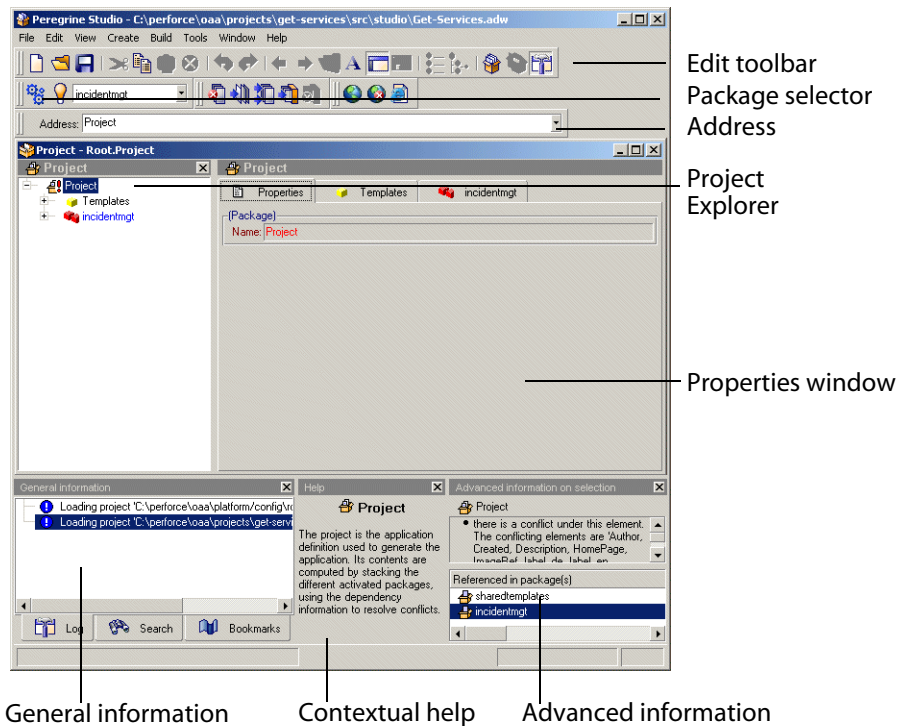 Peregrine Studio - C:\perforce\oaa\projects\get-services\src\studio\Get-Services.adw
File Edit View Create Build Tools Window Help
Edit toolbar
incidentmgt
Package selector
Address: Project
Address
Project - Root.Project
Project
Project
Project
Templates
incidentmgt
Properties
Templates
incidentmgt
(Package)
Name: Project
Project
Explorer
Properties window
General information
Loading project 'C:\perforce\oaa\platform/config\rc
Loading project 'C:\perforce\oaa\projects\get-servi
Log
Search
Bookmarks
Help
Project
The project is the application
definition used to generate the
application. Its contents are
computed by stacking the
different activated packages,
using the dependency
information to resolve conflicts.
Advanced information on selection
Project
• there is a conflict under this element.
The conflicting elements are 'Author,
Created, Description, HomePage,
ImageRef, label_de, label_en,
Referenced in package(s)
sharedtemplates
incidentmgt
General information
Contextual help
Advanced information